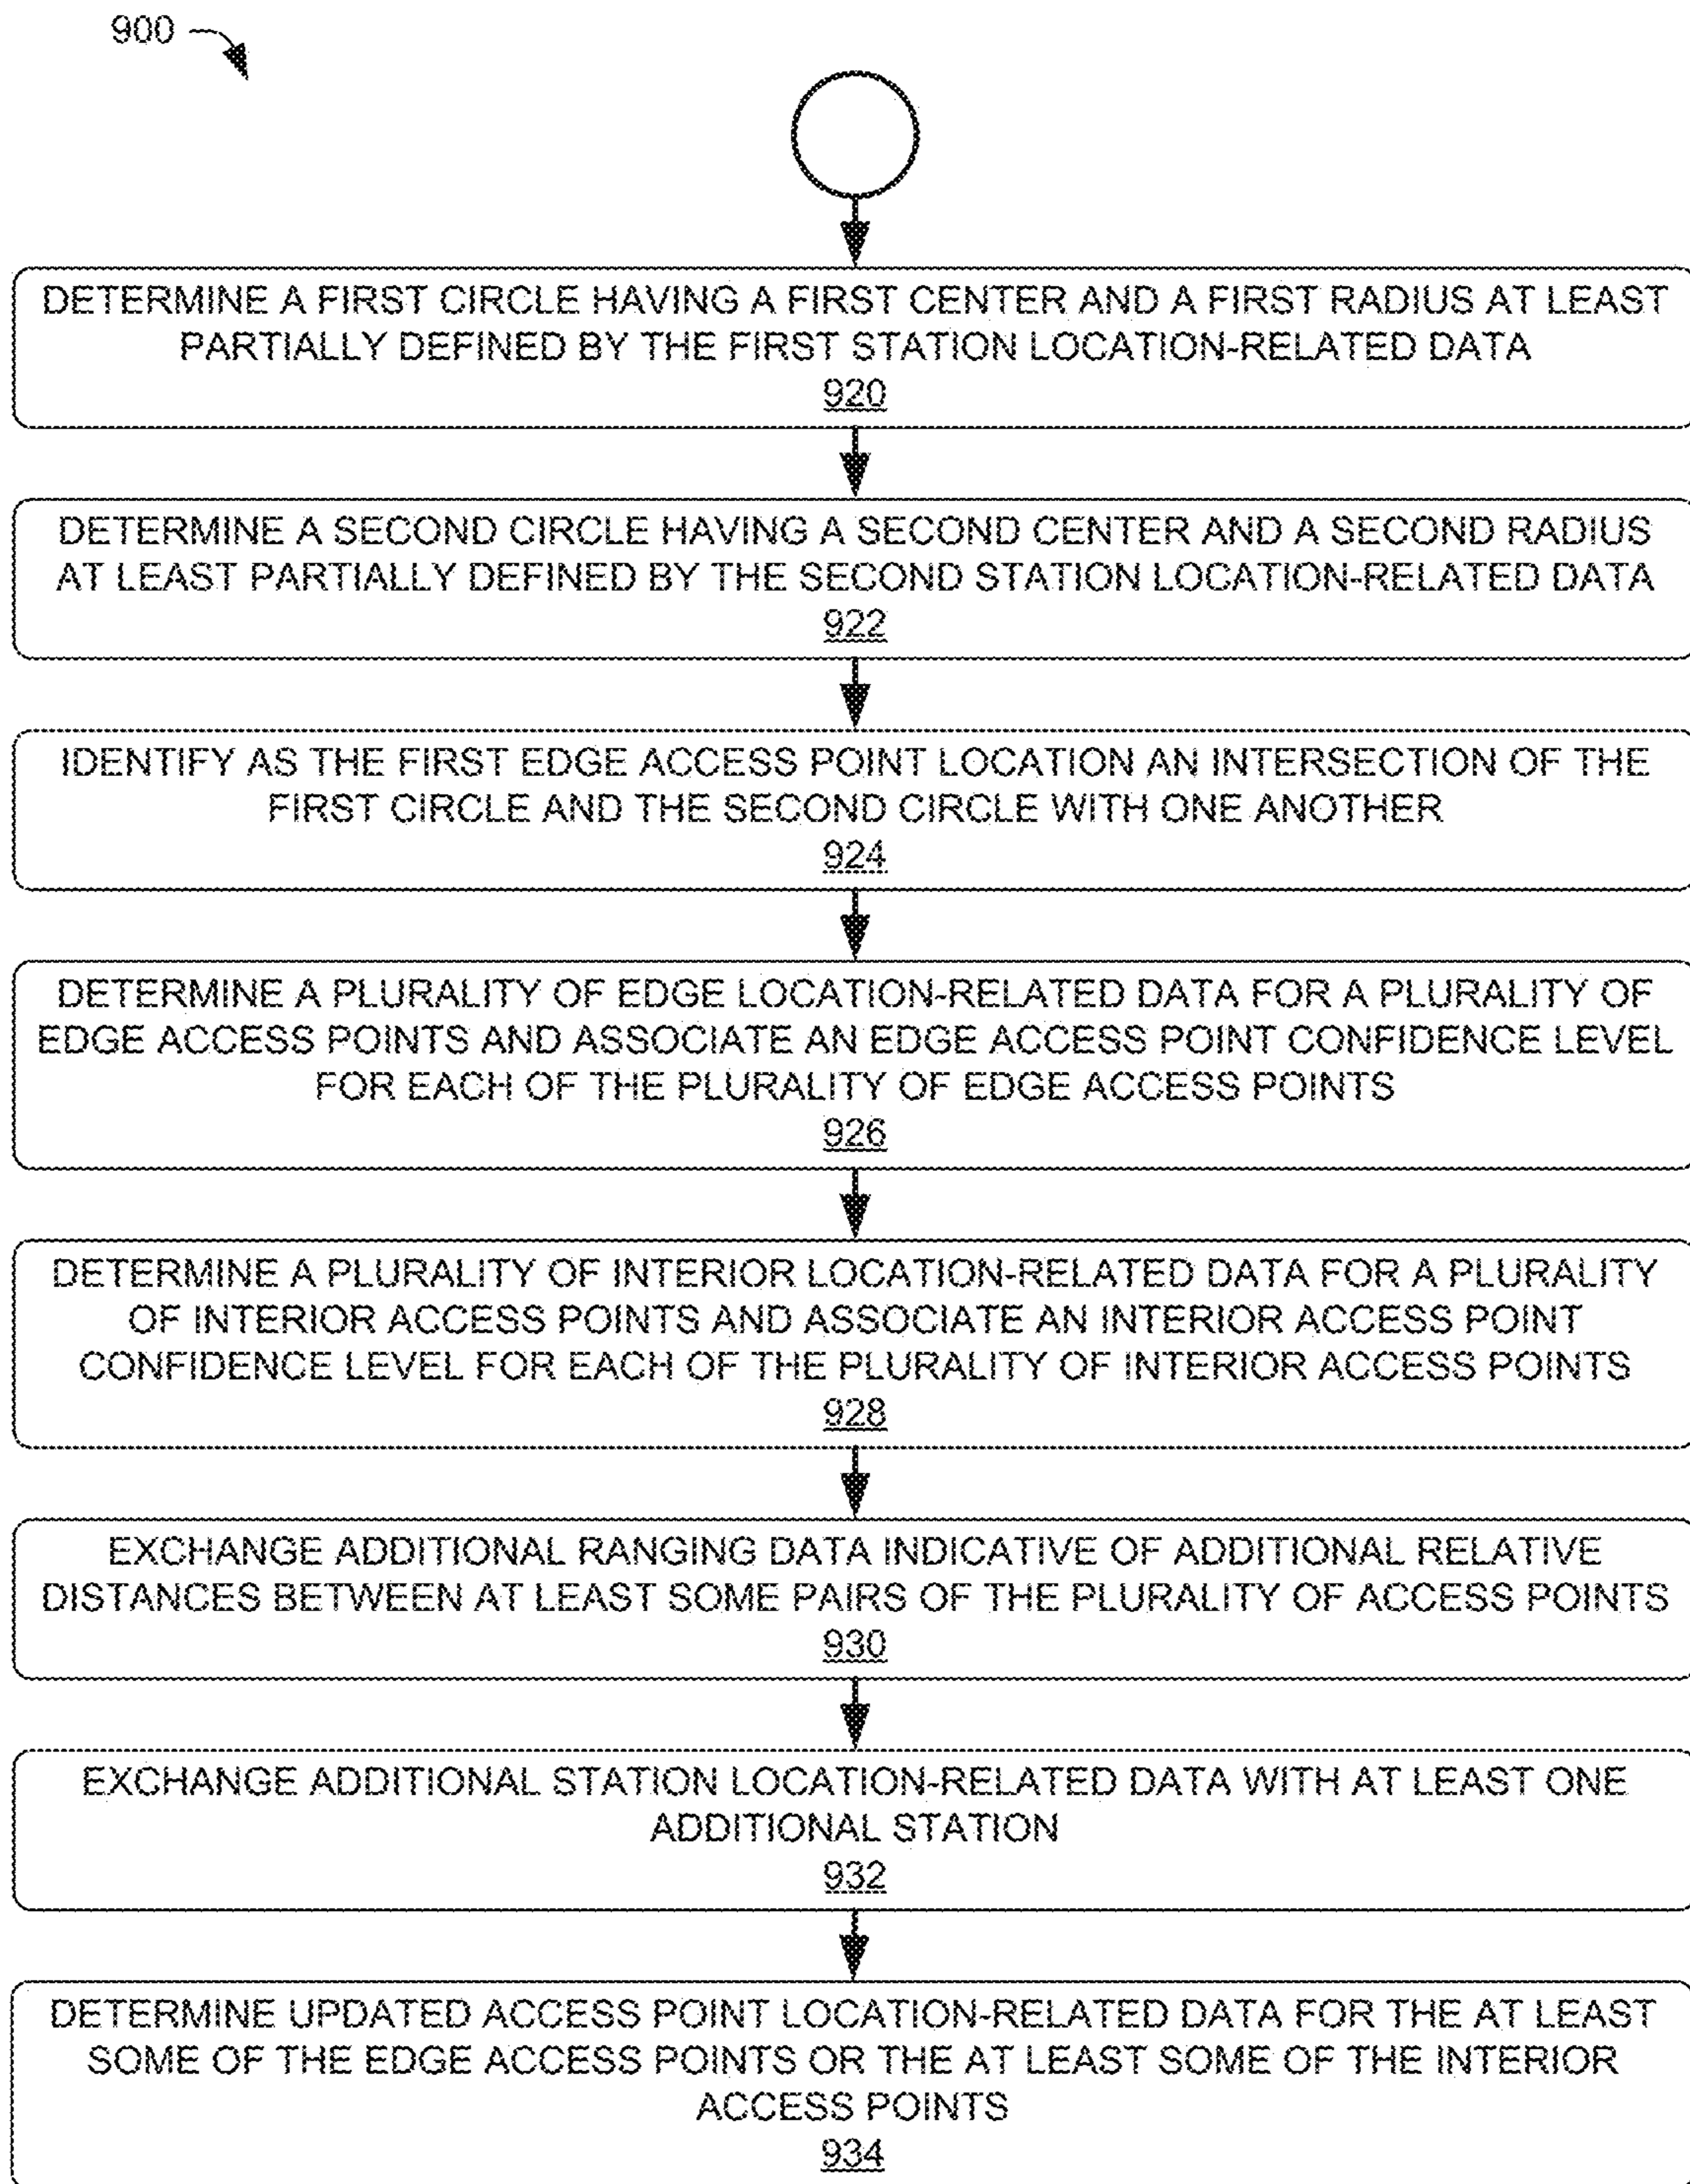 900
DETERMINE A FIRST CIRCLE HAVING A FIRST CENTER AND A FIRST RADIUS AT LEAST
PARTIALLY DEFINED BY THE FIRST STATION LOCATION-RELATED DATA
920
DETERMINE A SECOND CIRCLE HAVING A SECOND CENTER AND A SECOND RADIUS
AT LEAST PARTIALLY DEFINED BY THE SECOND STATION LOCATION-RELATED DATA
922
IDENTIFY AS THE FIRST EDGE ACCESS POINT LOCATION AN INTERSECTION OF THE
FIRST CIRCLE AND THE SECOND CIRCLE WITH ONE ANOTHER
924
DETERMINE A PLURALITY OF EDGE LOCATION-RELATED DATA FOR A PLURALITY OF
EDGE ACCESS POINTS AND ASSOCIATE AN EDGE ACCESS POINT CONFIDENCE LEVEL
FOR EACH OF THE PLURALITY OF EDGE ACCESS POINTS
926
DETERMINE A PLURALITY OF INTERIOR LOCATION-RELATED DATA FOR A PLURALITY
OF INTERIOR ACCESS POINTS AND ASSOCIATE AN INTERIOR ACCESS POINT
CONFIDENCE LEVEL FOR EACH OF THE PLURALITY OF INTERIOR ACCESS POINTS
928
EXCHANGE ADDITIONAL RANGING DATA INDICATIVE OF ADDITIONAL RELATIVE
DISTANCES BETWEEN AT LEAST SOME PAIRS OF THE PLURALITY OF ACCESS POINTS
930
EXCHANGE ADDITIONAL STATION LOCATION-RELATED DATA WITH AT LEAST ONE
ADDITIONAL STATION
932
DETERMINE UPDATED ACCESS POINT LOCATION-RELATED DATA FOR THE AT LEAST
SOME OF THE EDGE ACCESS POINTS OR THE AT LEAST SOME OF THE INTERIOR
ACCESS POINTS
934